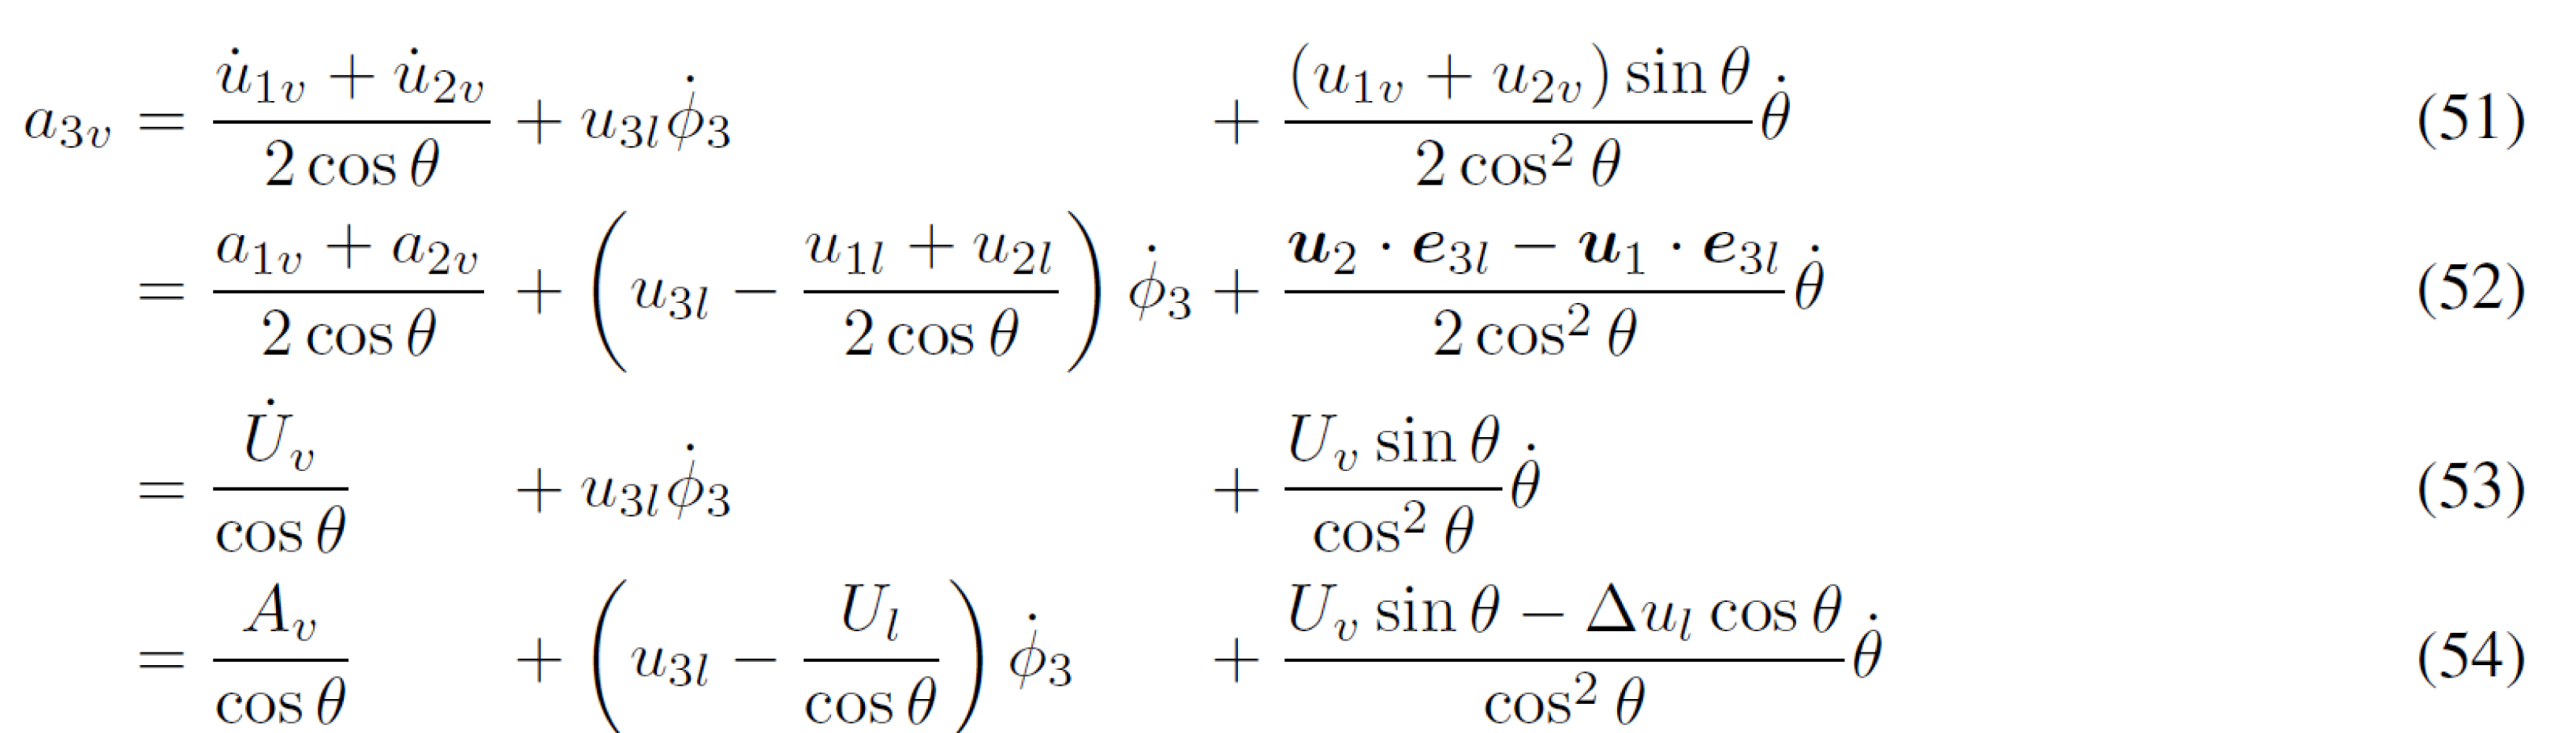 $a_{3v} = \frac{\dot{u}_{1v} + \dot{u}_{2v}}{2\cos\theta} + u_{3l}\dot{\phi}_3 + \frac{(u_{1v} + u_{2v})\sin\theta}{2\cos^2\theta}\dot{\theta}$ (51)
$= \frac{a_{1v} + a_{2v}}{2\cos\theta} + \left(u_{3l} - \frac{u_{1l} + u_{2l}}{2\cos\theta}\right)\dot{\phi}_3 + \frac{\boldsymbol{u}_2 \cdot \boldsymbol{e}_{3l} - \boldsymbol{u}_1 \cdot \boldsymbol{e}_{3l}}{2\cos^2\theta}\dot{\theta}$ (52)
$= \frac{\dot{U}_v}{\cos\theta} + u_{3l}\dot{\phi}_3 + \frac{U_v\sin\theta}{\cos^2\theta}\dot{\theta}$ (53)
$= \frac{A_v}{\cos\theta} + \left(u_{3l} - \frac{U_l}{\cos\theta}\right)\dot{\phi}_3 + \frac{U_v\sin\theta - \Delta u_l\cos\theta}{\cos^2\theta}\dot{\theta}$ (54)